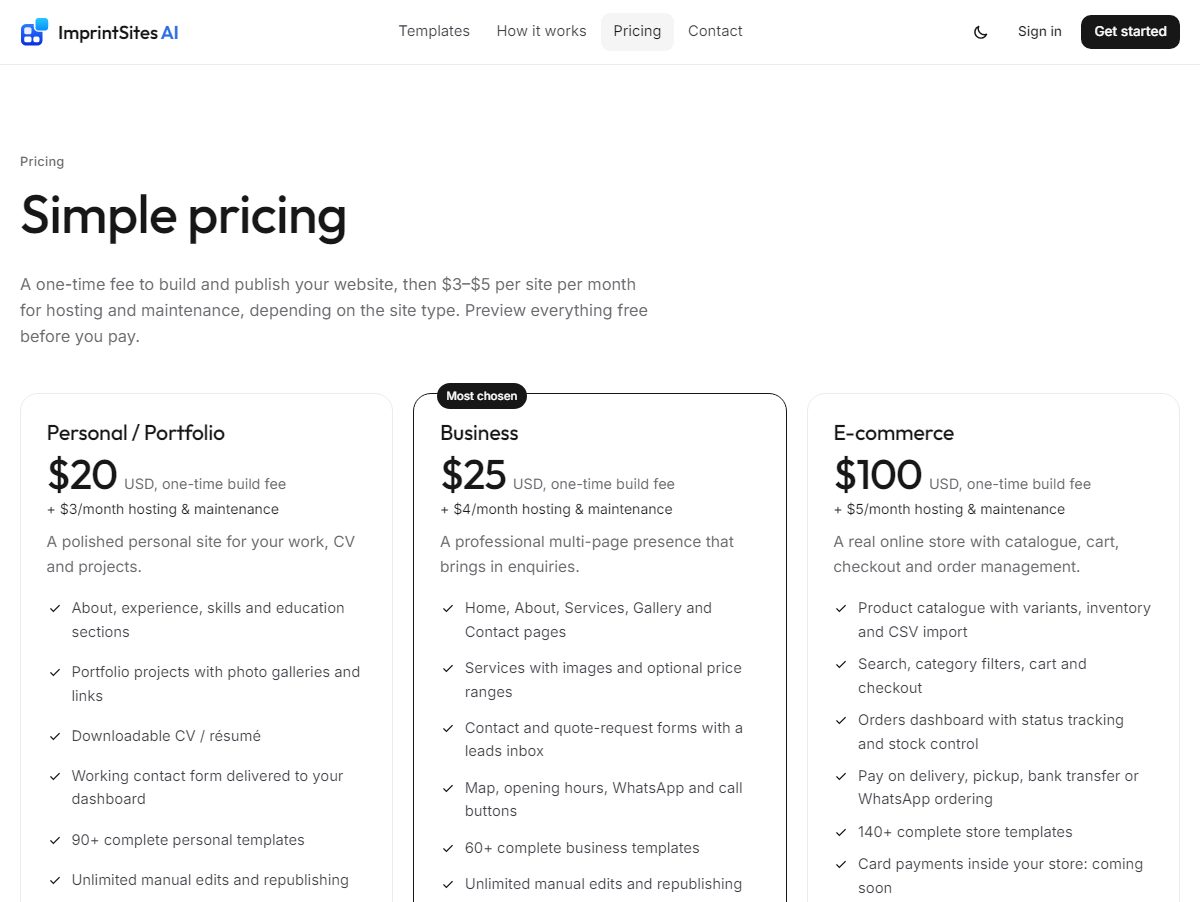 ImprintSites AI
Templates
How it works
Pricing
Contact
Sign in
Get started
Pricing
Simple pricing
A one-time fee to build and publish your website, then $3–$5 per site per month
for hosting and maintenance, depending on the site type. Preview everything free
before you pay.
Personal / Portfolio
$20 USD, one-time build fee
+ $3/month hosting & maintenance
A polished personal site for your work, CV
and projects.
About, experience, skills and education
sections
Portfolio projects with photo galleries and
links
Downloadable CV / résumé
Working contact form delivered to your
dashboard
90+ complete personal templates
Unlimited manual edits and republishing
Most chosen
Business
$25 USD, one-time build fee
+ $4/month hosting & maintenance
A professional multi-page presence that
brings in enquiries.
Home, About, Services, Gallery and
Contact pages
Services with images and optional price
ranges
Contact and quote-request forms with a
leads inbox
Map, opening hours, WhatsApp and call
buttons
60+ complete business templates
Unlimited manual edits and republishing
E-commerce
$100 USD, one-time build fee
+ $5/month hosting & maintenance
A real online store with catalogue, cart,
checkout and order management.
Product catalogue with variants, inventory
and CSV import
Search, category filters, cart and
checkout
Orders dashboard with status tracking
and stock control
Pay on delivery, pickup, bank transfer or
WhatsApp ordering
140+ complete store templates
Card payments inside your store: coming
soon